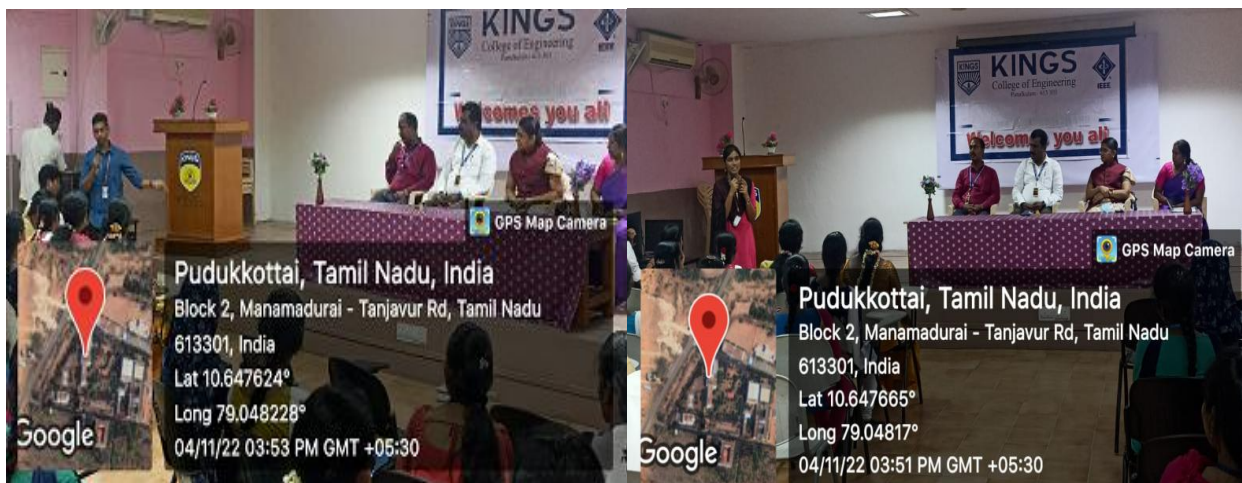 KINGS
College of Engineering
IEEE
Welcomes you all
KINGS
GPS Map Camera
Pudukkottai, Tamil Nadu, India
Block 2, Manamadurai - Tanjavur Rd, Tamil Nadu
613301, India
Lat 10.647624°
Long 79.048228°
04/11/22 03:53 PM GMT +05:30
Google
KINGS
KINGS
College of Engineering
IEEE
Welcomes you all
GPS Map Camera
Pudukkottai, Tamil Nadu, India
Block 2, Manamadurai - Tanjavur Rd, Tamil Nadu
613301, India
Lat 10.647665°
Long 79.04817°
04/11/22 03:51 PM GMT +05:30
Google